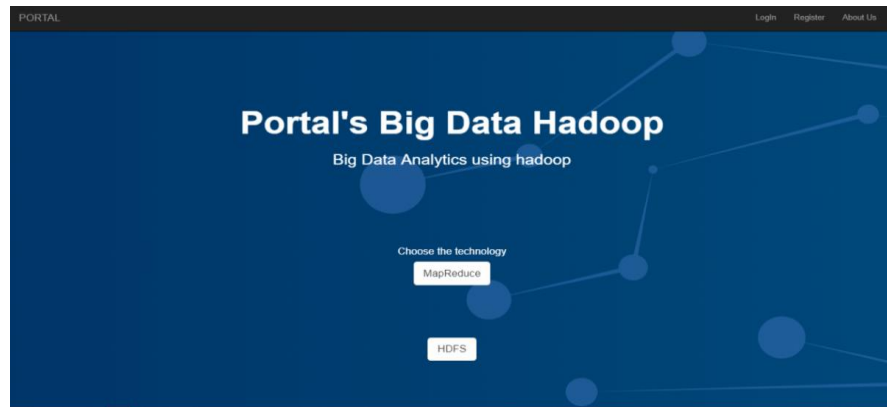 PORTAL LogIn Register About Us
Portal's Big Data Hadoop
Big Data Analytics using hadoop
Choose the technology
MapReduce
HDFS